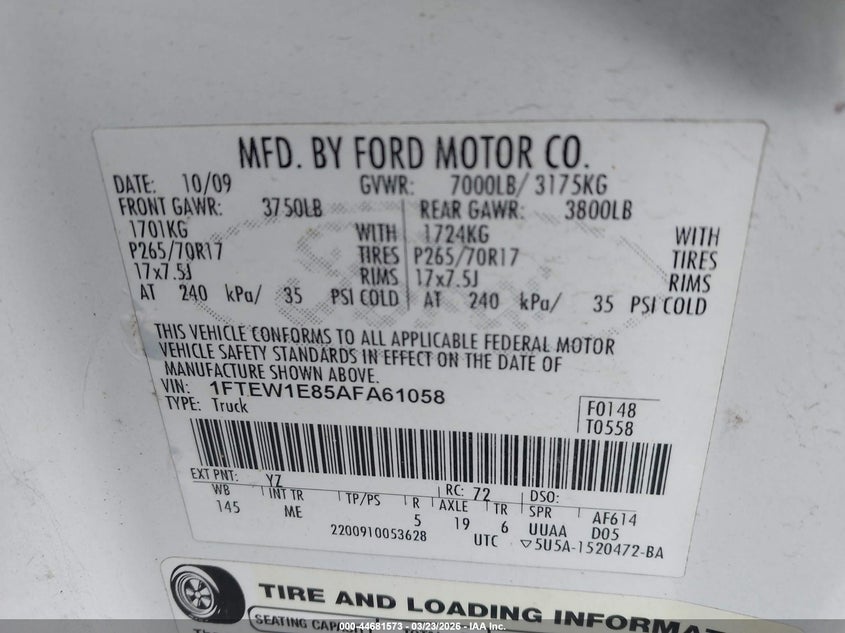 MFD. BY FORD MOTOR CO.
DATE: 10/09 GVWR: 7000LB/ 3175KG
FRONT GAWR: 3750LB REAR GAWR: 3800LB
1701KG WITH 1724KG WITH
P265/70R17 TIRES P265/70R17 TIRES
17x7.5J RIMS 17x7.5J RIMS
AT 240 kPa/ 35 PSI COLD AT 240 kPa/ 35 PSI COLD
THIS VEHICLE CONFORMS TO ALL APPLICABLE FEDERAL MOTOR
VEHICLE SAFETY STANDARDS IN EFFECT ON THE DATE OF
MANUFACTURE SHOWN ABOVE.
VIN: 1FTEW1E85AFA61058
TYPE: Truck
F0148
T0558
EXT PNT: YZ RC: 72 DSO:
WB INT TR TP/PS R AXLE TR SPR AF614
145 ME 5 19 6 UUAA D05
2200910053628 UTC ▽5U5A-1520472-BA
TIRE AND LOADING INFORMAT
SEATING CAPACITY
000-44681573 - 03/23/2026 - IAA Inc.